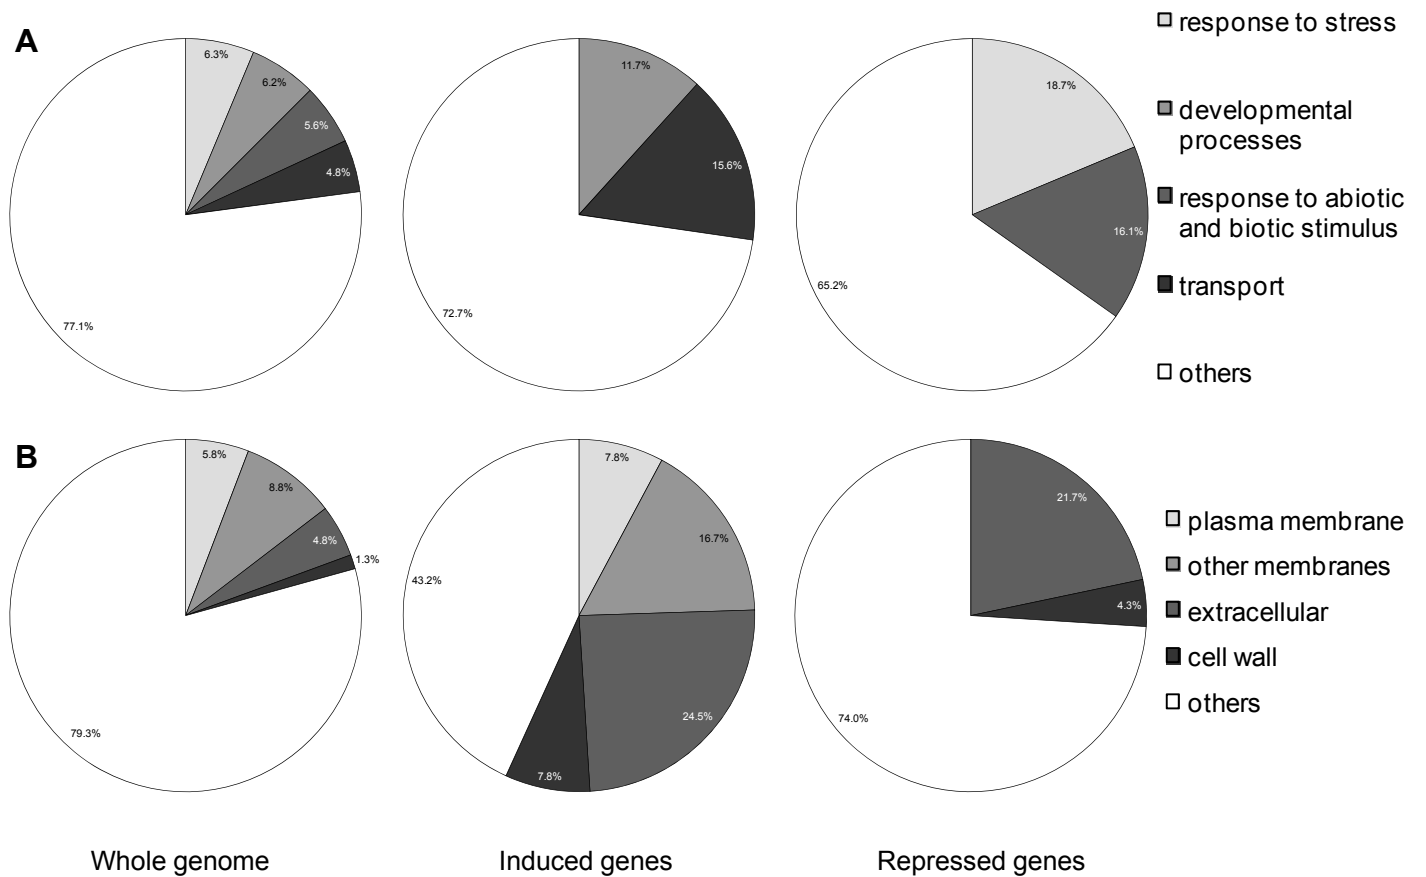 A
6.3%
6.2%
5.6%
4.8%
77.1%
11.7%
15.6%
72.7%
18.7%
16.1%
65.2%
response to stress
developmental
processes
response to abiotic
and biotic stimulus
transport
others
B
5.8%
8.8%
4.8%
1.3%
79.3%
7.8%
16.7%
24.5%
7.8%
43.2%
21.7%
4.3%
74.0%
plasma membrane
other membranes
extracellular
cell wall
others
Whole genome
Induced genes
Repressed genes